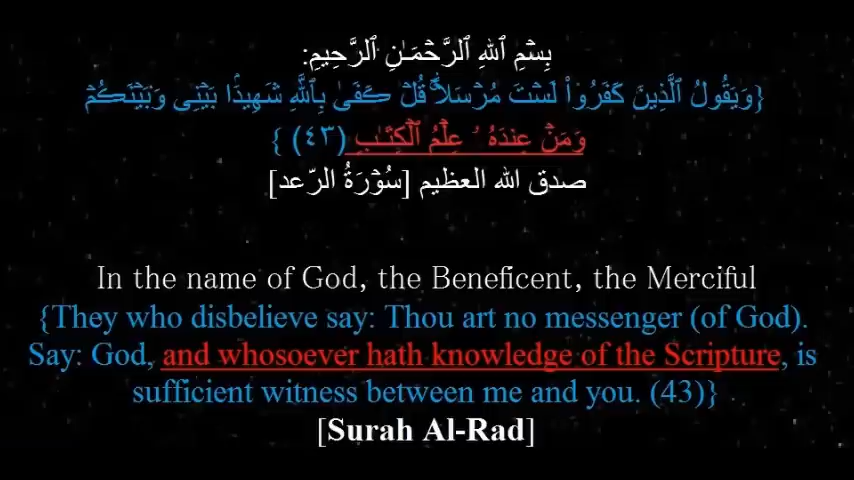 بِسْمِ ٱللهِ ٱلرَّحْمَـٰنِ ٱلرَّحِيمِ:
{وَيَقُولُ ٱلَّذِينَ كَفَرُوا۟ لَسْتَ مُرْسَلًاۚ قُلْ كَفَىٰ بِٱللَّهِ شَهِيدًۢا بَيْنِى وَبَيْنَكُمْ
وَمَنْ عِندَهُۥ عِلْمُ ٱلْكِتَـٰبِ (٤٣) }
صدق الله العظيم [سُوۡرَةُ الرّعد]
In the name of God, the Beneficent, the Merciful
{They who disbelieve say: Thou art no messenger (of God).
Say: God, and whosoever hath knowledge of the Scripture, is
sufficient witness between me and you. (43)}
[Surah Al-Rad]